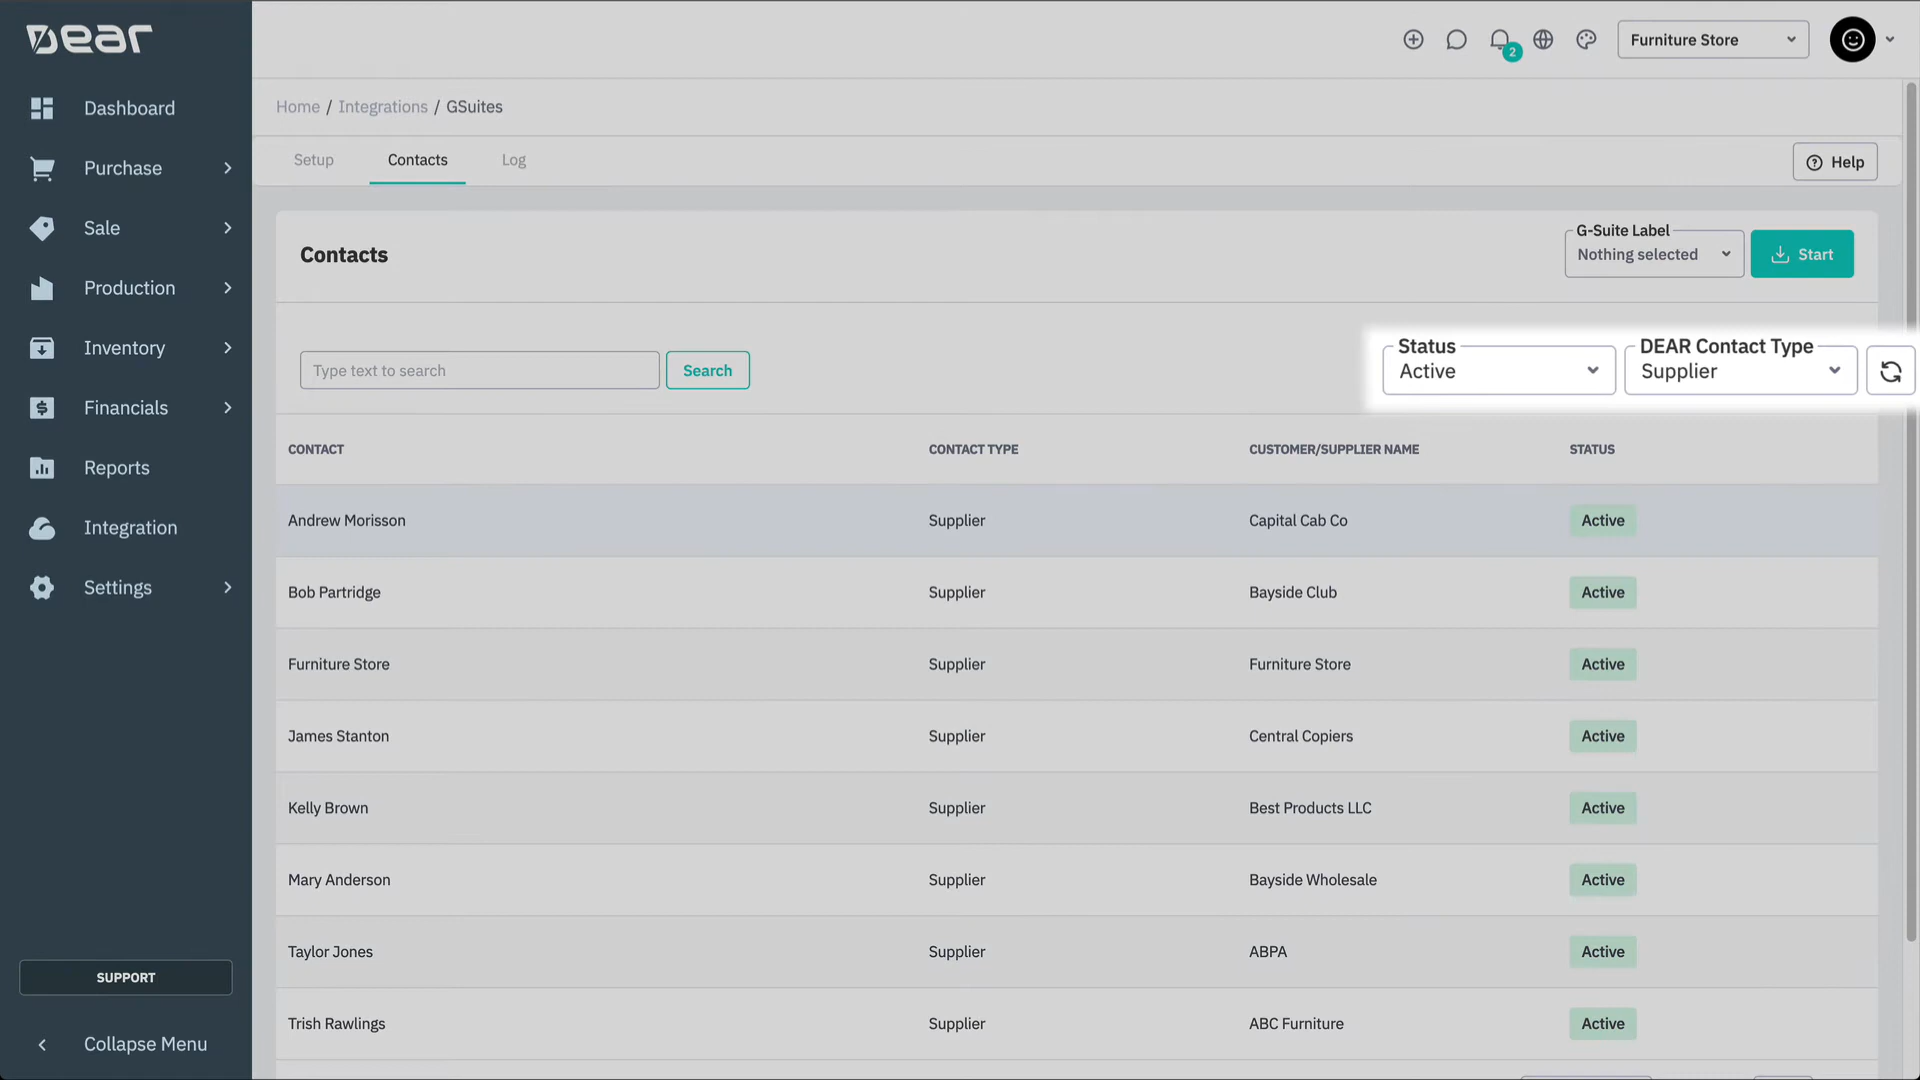 Dear
2
Furniture Store
Dashboard
Purchase
Sale
Production
Inventory
Financials
Reports
Integration
Settings
SUPPORT
Collapse Menu
Home / Integrations / GSuites
Setup
Contacts
Log
Help
Contacts
G-Suite Label
Nothing selected
Start
Type text to search
Search
Status
Active
DEAR Contact Type
Supplier
CONTACT CONTACT TYPE CUSTOMER/SUPPLIER NAME STATUS
Andrew Morisson Supplier Capital Cab Co Active
Bob Partridge Supplier Bayside Club Active
Furniture Store Supplier Furniture Store Active
James Stanton Supplier Central Copiers Active
Kelly Brown Supplier Best Products LLC Active
Mary Anderson Supplier Bayside Wholesale Active
Taylor Jones Supplier ABPA Active
Trish Rawlings Supplier ABC Furniture Active